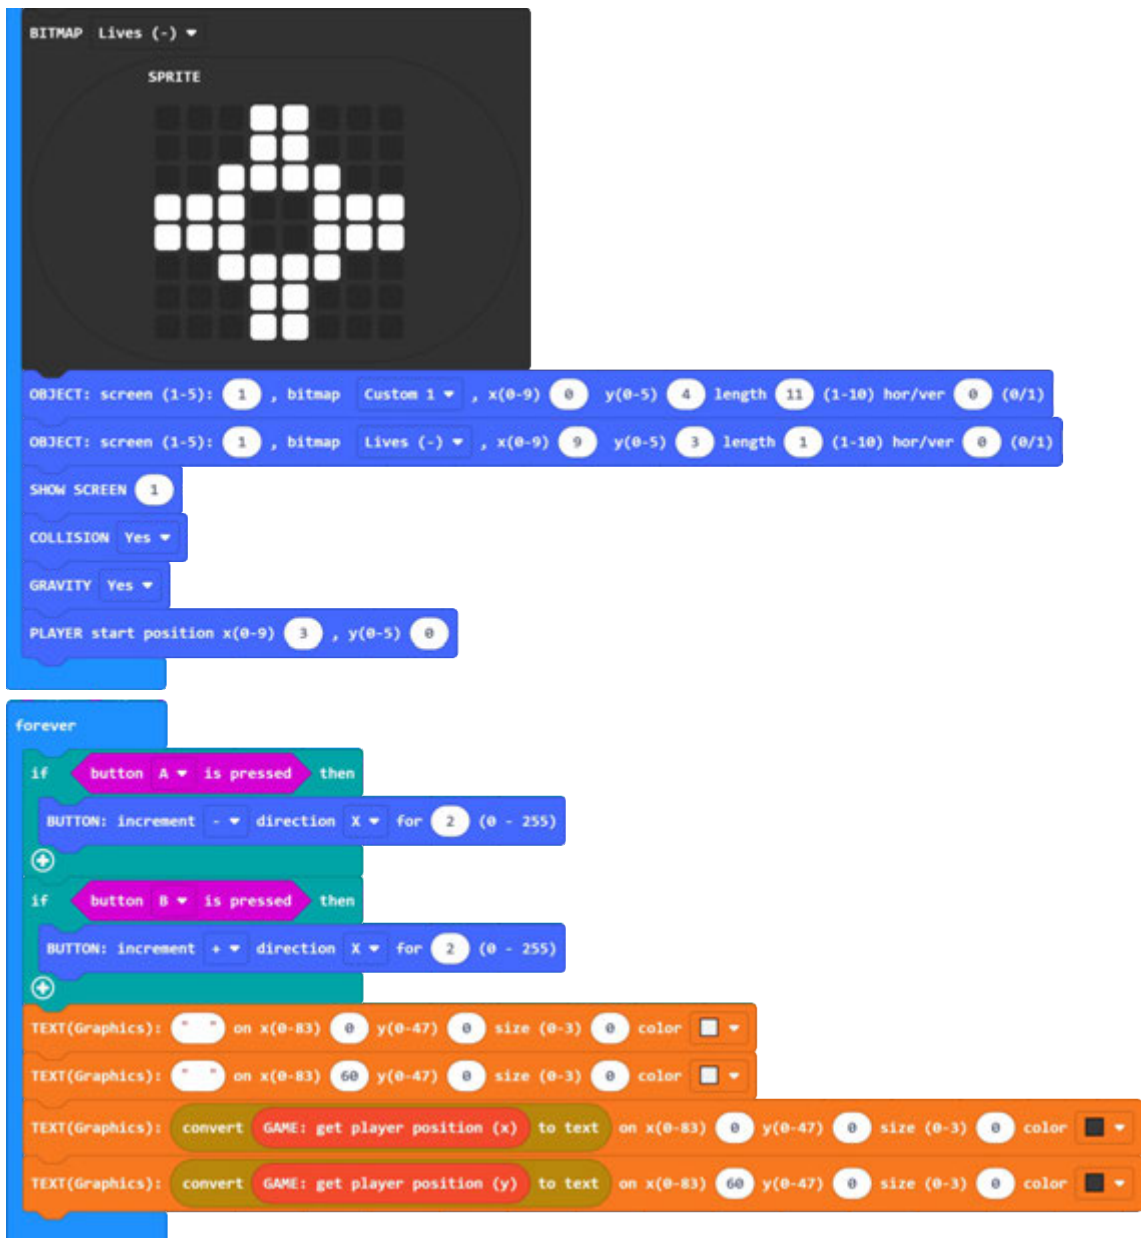 BITMAP Lives (-)
SPRITE
OBJECT: screen (1-5): 1 , bitmap Custom 1 , x(0-9) 0 y(0-5) 4 length 11 (1-10) hor/ver 0 (0/1)
OBJECT: screen (1-5): 1 , bitmap Lives (-) , x(0-9) 9 y(0-5) 3 length 1 (1-10) hor/ver 0 (0/1)
SHOW SCREEN 1
COLLISION Yes
GRAVITY Yes
PLAYER start position x(0-9) 3 , y(0-5) 0
forever
if button A is pressed then
BUTTON: increment - direction X for 2 (0 - 255)
if button B is pressed then
BUTTON: increment + direction X for 2 (0 - 255)
TEXT(Graphics): " " on x(0-83) 0 y(0-47) 0 size (0-3) 0 color
TEXT(Graphics): " " on x(0-83) 60 y(0-47) 0 size (0-3) 0 color
TEXT(Graphics): convert GAME: get player position (x) to text on x(0-83) 0 y(0-47) 0 size (0-3) 0 color
TEXT(Graphics): convert GAME: get player position (y) to text on x(0-83) 60 y(0-47) 0 size (0-3) 0 color